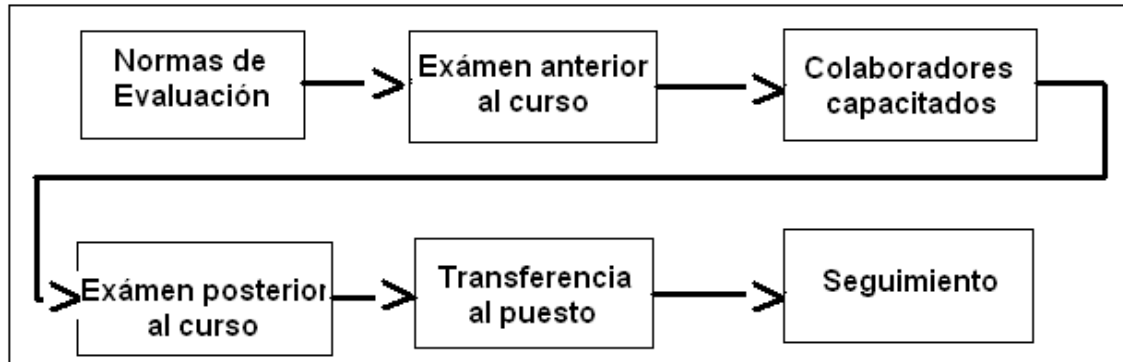 Normas de
Evaluación
Exámen anterior
al curso
Colaboradores
capacitados
Exámen posterior
al curso
Transferencia
al puesto
Seguimiento